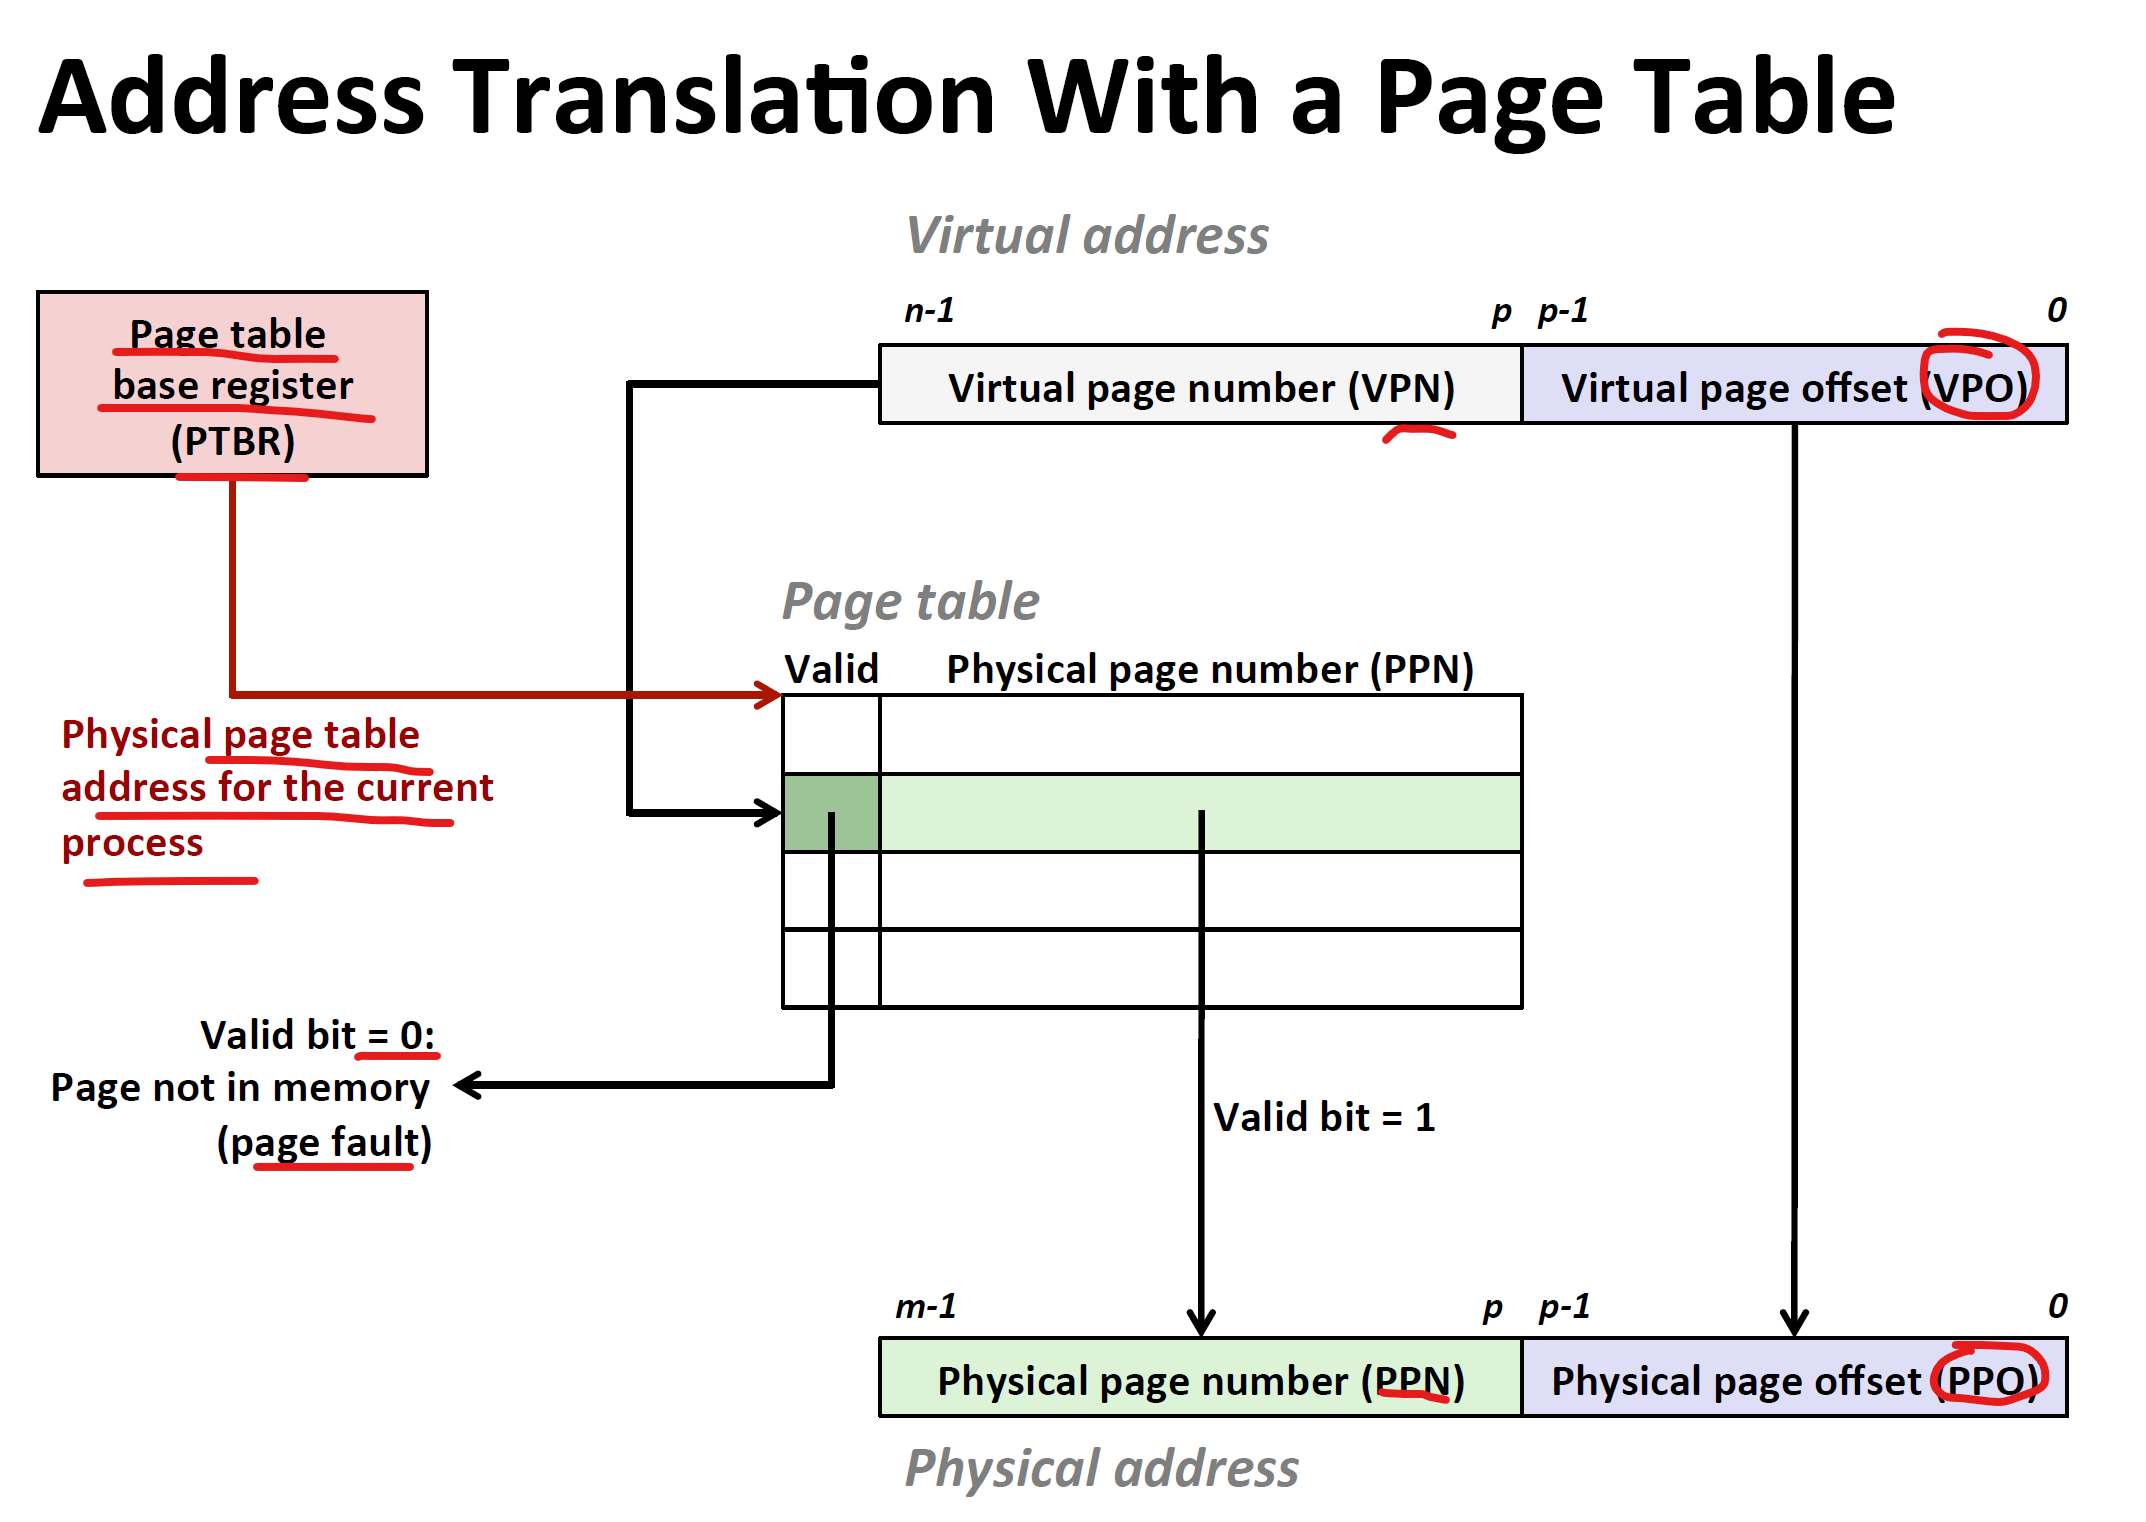 Address Translation With a Page Table
Virtual address
n-1 p p-1 0
Page table
base register
(PTBR)
Virtual page number (VPN) Virtual page offset (VPO)
Page table
Valid Physical page number (PPN)
Physical page table
address for the current
process
Valid bit = 0:
Page not in memory
(page fault)
Valid bit = 1
m-1 p p-1 0
Physical page number (PPN) Physical page offset (PPO)
Physical address